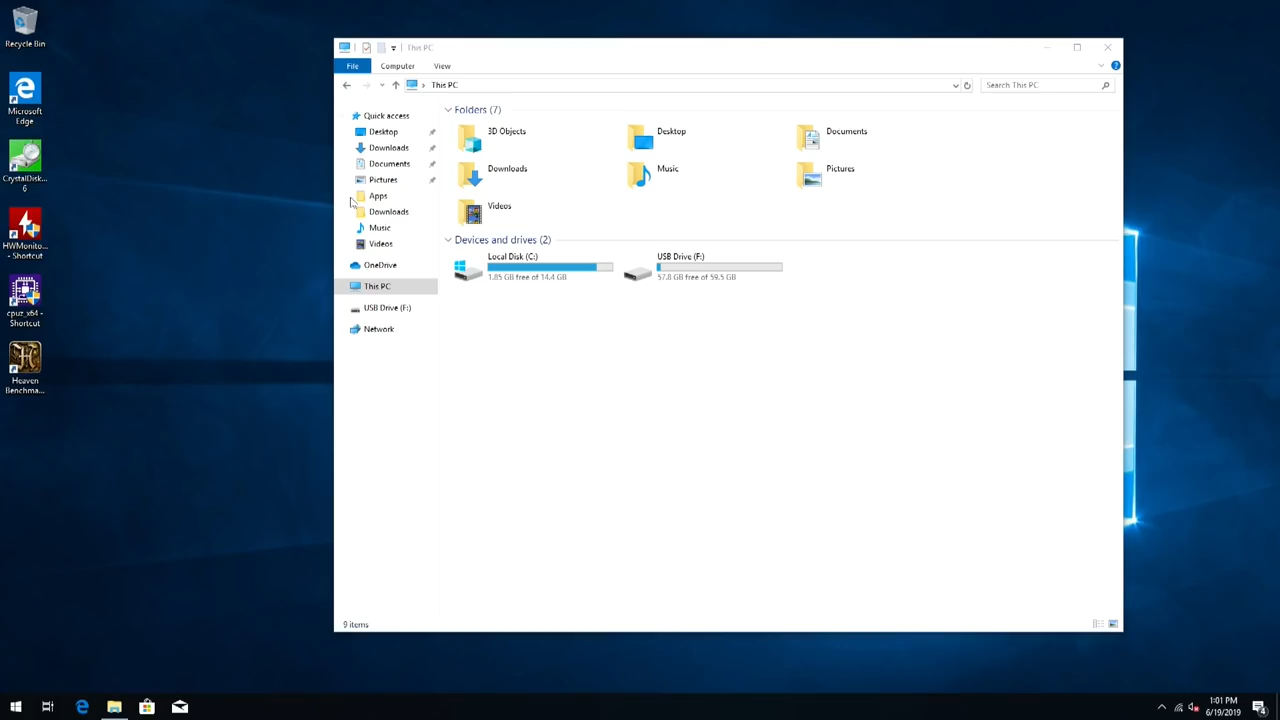 Recycle Bin
Microsoft
Edge
CrystalDisk...
6
HWMonito...
- Shortcut
cpuz_x64 -
Shortcut
Heaven
Benchma...
This PC
File
Computer
View
This PC
Search This PC
Quick access
Desktop
Downloads
Documents
Pictures
Apps
Downloads
Music
Videos
OneDrive
This PC
USB Drive (F:)
Network
Folders (7)
3D Objects
Desktop
Documents
Downloads
Music
Pictures
Videos
Devices and drives (2)
Local Disk (C:)
1.85 GB free of 14.4 GB
USB Drive (F:)
57.8 GB free of 59.5 GB
9 items
1:01 PM
6/19/2019
4